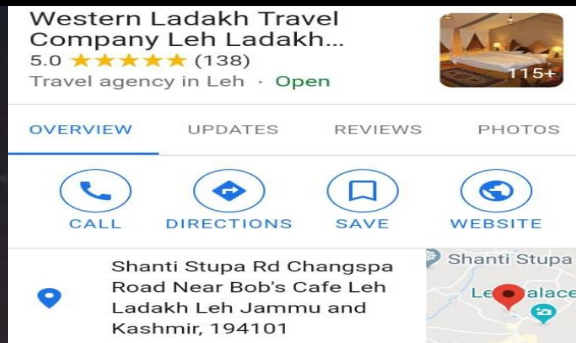 Western Ladakh Travel
Company Leh Ladakh...
5.0 ★★★★★ (138)
Travel agency in Leh · Open
115+
OVERVIEW UPDATES REVIEWS PHOTOS
CALL DIRECTIONS SAVE WEBSITE
Shanti Stupa Rd Changspa
Road Near Bob's Cafe Leh
Ladakh Leh Jammu and
Kashmir, 194101
Shanti Stupa